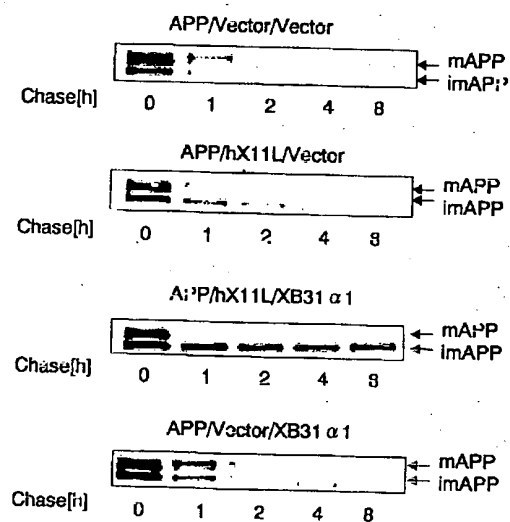 APP/Vector/Vector
mAPP
imAPP
Chase[h] 0 1 2 4 8
APP/hX11L/Vector
mAPP
imAPP
Chase[h] 0 1 2 4 8
APP/hX11L/XB31 α1
mAPP
imAPP
Chase[h] 0 1 2 4 8
APP/Vector/XB31 α1
mAPP
imAPP
Chase[h] 0 1 2 4 8